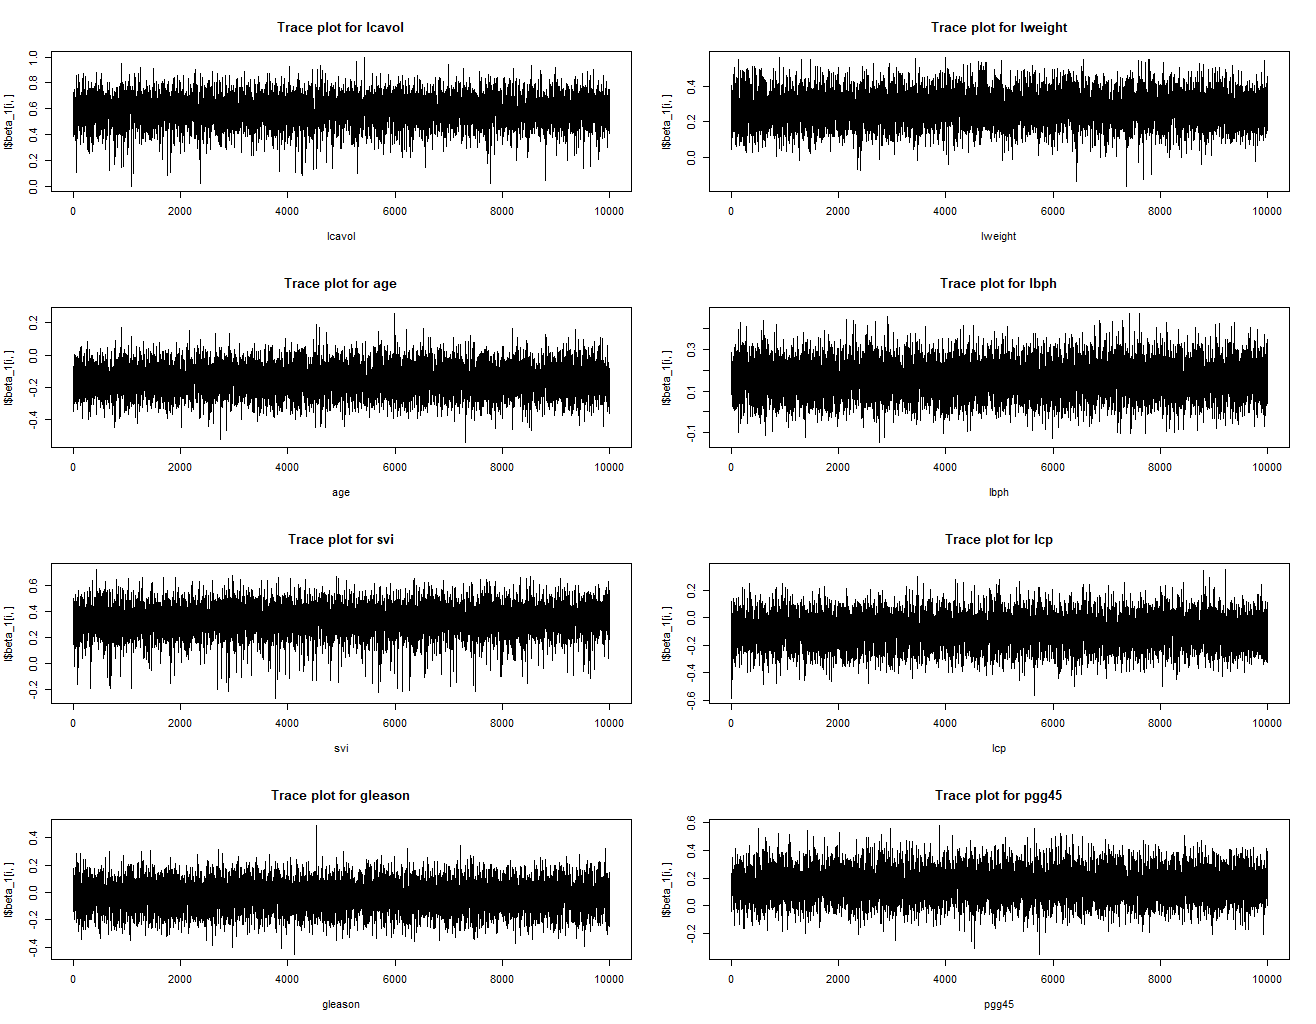 Trace plot for lcavol
l$beta_1[i, ]
0.0 0.2 0.4 0.6 0.8 1.0
0 2000 4000 6000 8000 10000
lcavol
Trace plot for lweight
l$beta_1[i, ]
0.0 0.2 0.4
0 2000 4000 6000 8000 10000
lweight
Trace plot for age
l$beta_1[i, ]
-0.4 -0.2 0.0 0.2
0 2000 4000 6000 8000 10000
age
Trace plot for lbph
l$beta_1[i, ]
-0.1 0.1 0.3
0 2000 4000 6000 8000 10000
lbph
Trace plot for svi
l$beta_1[i, ]
-0.2 0.0 0.2 0.4 0.6
0 2000 4000 6000 8000 10000
svi
Trace plot for lcp
l$beta_1[i, ]
-0.6 -0.4 -0.2 0.0 0.2
0 2000 4000 6000 8000 10000
lcp
Trace plot for gleason
l$beta_1[i, ]
-0.4 -0.2 0.0 0.2 0.4
0 2000 4000 6000 8000 10000
gleason
Trace plot for pgg45
l$beta_1[i, ]
-0.2 0.0 0.2 0.4 0.6
0 2000 4000 6000 8000 10000
pgg45